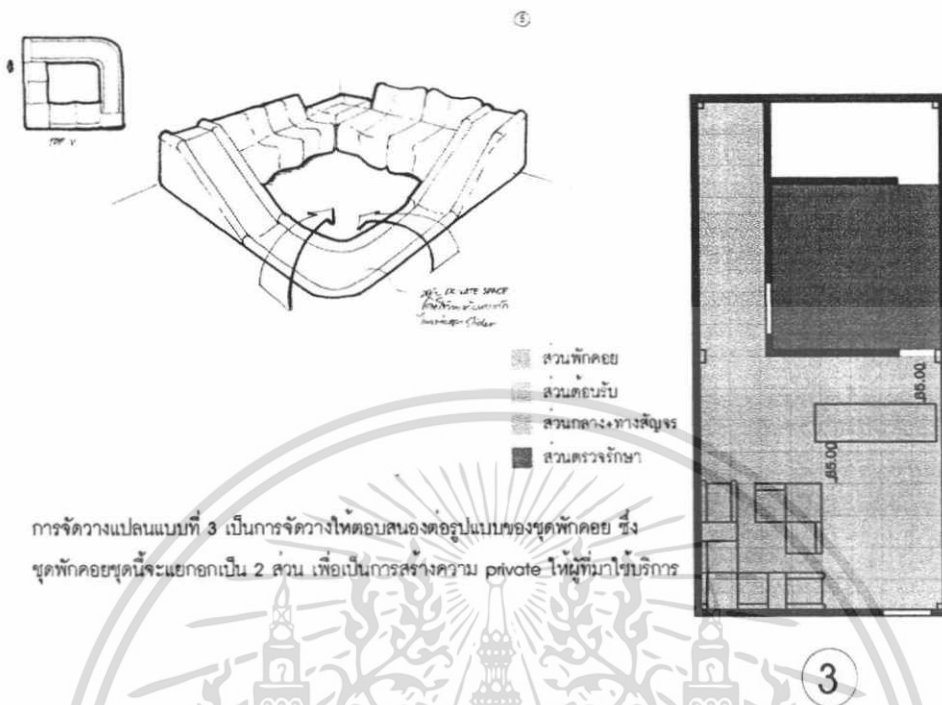 5
TOP V.
PRIVATE SPACE
Slider
ส่วนพักคอย
ส่วนต้อนรับ
ส่วนกลาง+ทางสัญจร
ส่วนตรวจรักษา
65.00
65.00
การจัดวางแปลนแบบที่ 3 เป็นการจัดวางให้ตอบสนองต่อรูปแบบของชุดพักคอย ซึ่ง
ชุดพักคอยชุดนี้จะแยกอกเป็น 2 ส่วน เพื่อเป็นการสร้างความ private ให้ผู้ที่มาใช้บริการ
3